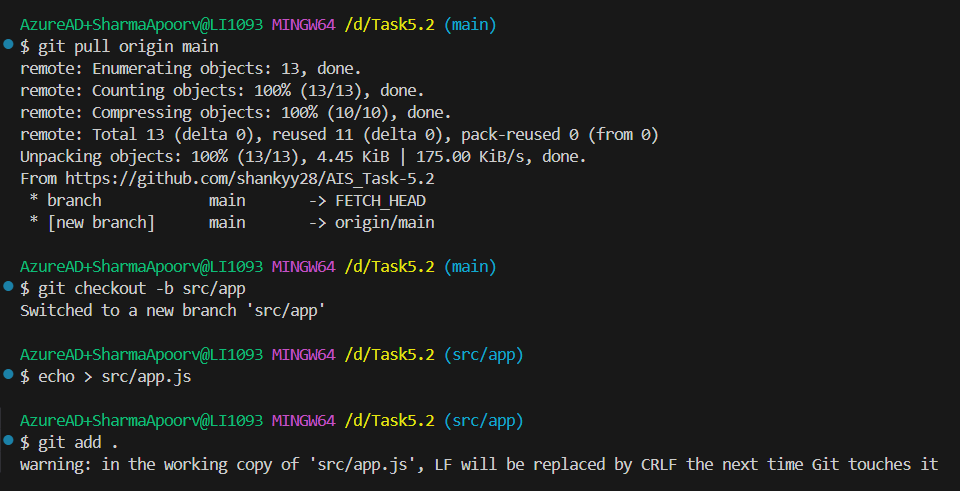 AzureAD+SharmaApoorv@LI1093 MINGW64 /d/Task5.2 (main)
$ git pull origin main
remote: Enumerating objects: 13, done.
remote: Counting objects: 100% (13/13), done.
remote: Compressing objects: 100% (10/10), done.
remote: Total 13 (delta 0), reused 11 (delta 0), pack-reused 0 (from 0)
Unpacking objects: 100% (13/13), 4.45 KiB | 175.00 KiB/s, done.
From https://github.com/shankyy28/AIS_Task-5.2
 * branch            main       -> FETCH_HEAD
 * [new branch]      main       -> origin/main
AzureAD+SharmaApoorv@LI1093 MINGW64 /d/Task5.2 (main)
$ git checkout -b src/app
Switched to a new branch 'src/app'
AzureAD+SharmaApoorv@LI1093 MINGW64 /d/Task5.2 (src/app)
$ echo > src/app.js
AzureAD+SharmaApoorv@LI1093 MINGW64 /d/Task5.2 (src/app)
$ git add .
warning: in the working copy of 'src/app.js', LF will be replaced by CRLF the next time Git touches it